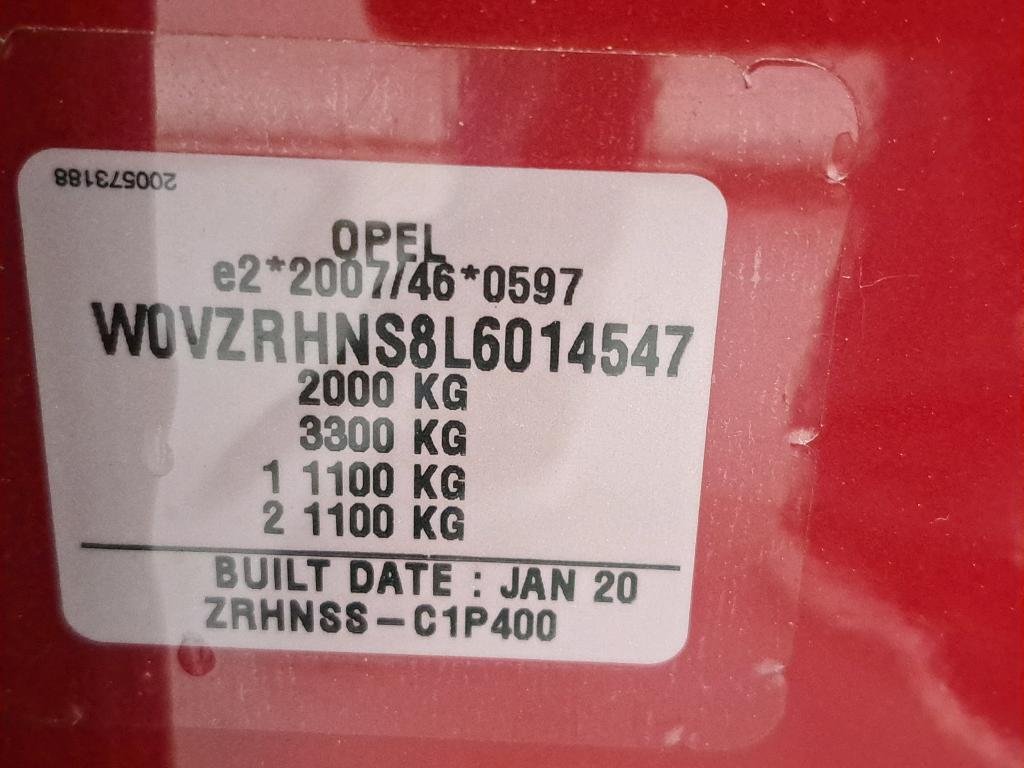 200573188
OPEL
e2*2007/46*0597
W0VZRHNS8L6014547
2000 KG
3300 KG
1 1100 KG
2 1100 KG
BUILT DATE : JAN 20
ZRHNSS-C1P400